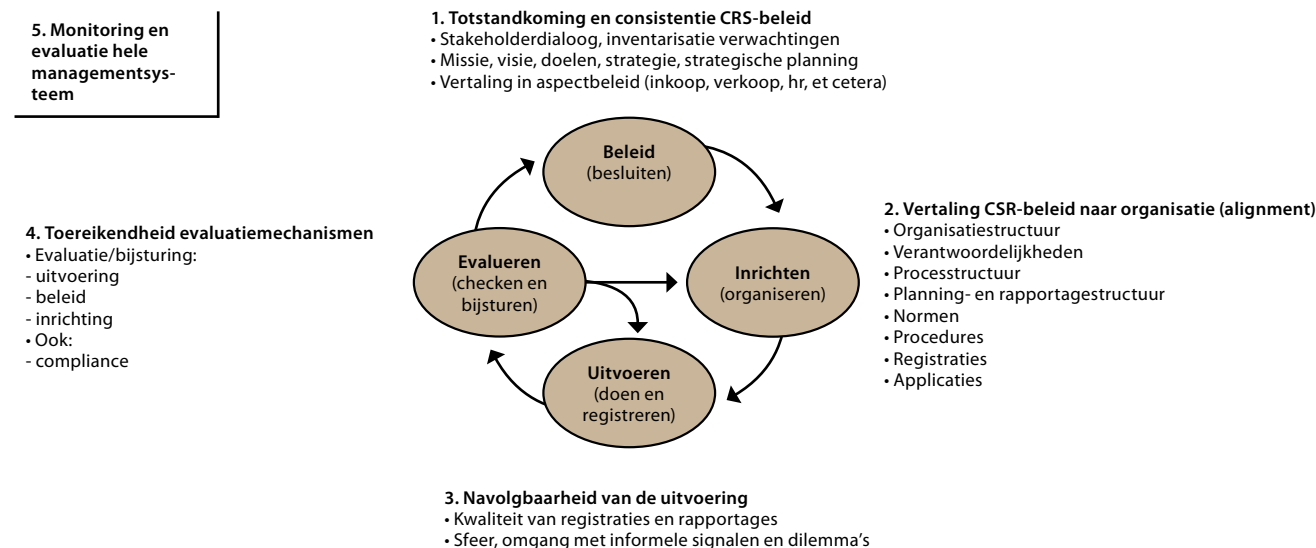 5. Monitoring en
evaluatie hele
managementsys-
teem
1. Totstandkoming en consistentie CRS-beleid
• Stakeholderdialoog, inventarisatie verwachtingen
• Missie, visie, doelen, strategie, strategische planning
• Vertaling in aspectbeleid (inkoop, verkoop, hr, et cetera)
Beleid
(besluiten)
2. Vertaling CSR-beleid naar organisatie (alignment)
• Organisatiestructuur
• Verantwoordelijkheden
• Processtructuur
• Planning- en rapportagestructuur
• Normen
• Procedures
• Registraties
• Applicaties
Inrichten
(organiseren)
4. Toereikendheid evaluatiemechanismen
• Evaluatie/bijsturing:
- uitvoering
- beleid
- inrichting
• Ook:
- compliance
Evalueren
(checken en
bijsturen)
Uitvoeren
(doen en
registreren)
3. Navolgbaarheid van de uitvoering
• Kwaliteit van registraties en rapportages
• Sfeer, omgang met informele signalen en dilemma's